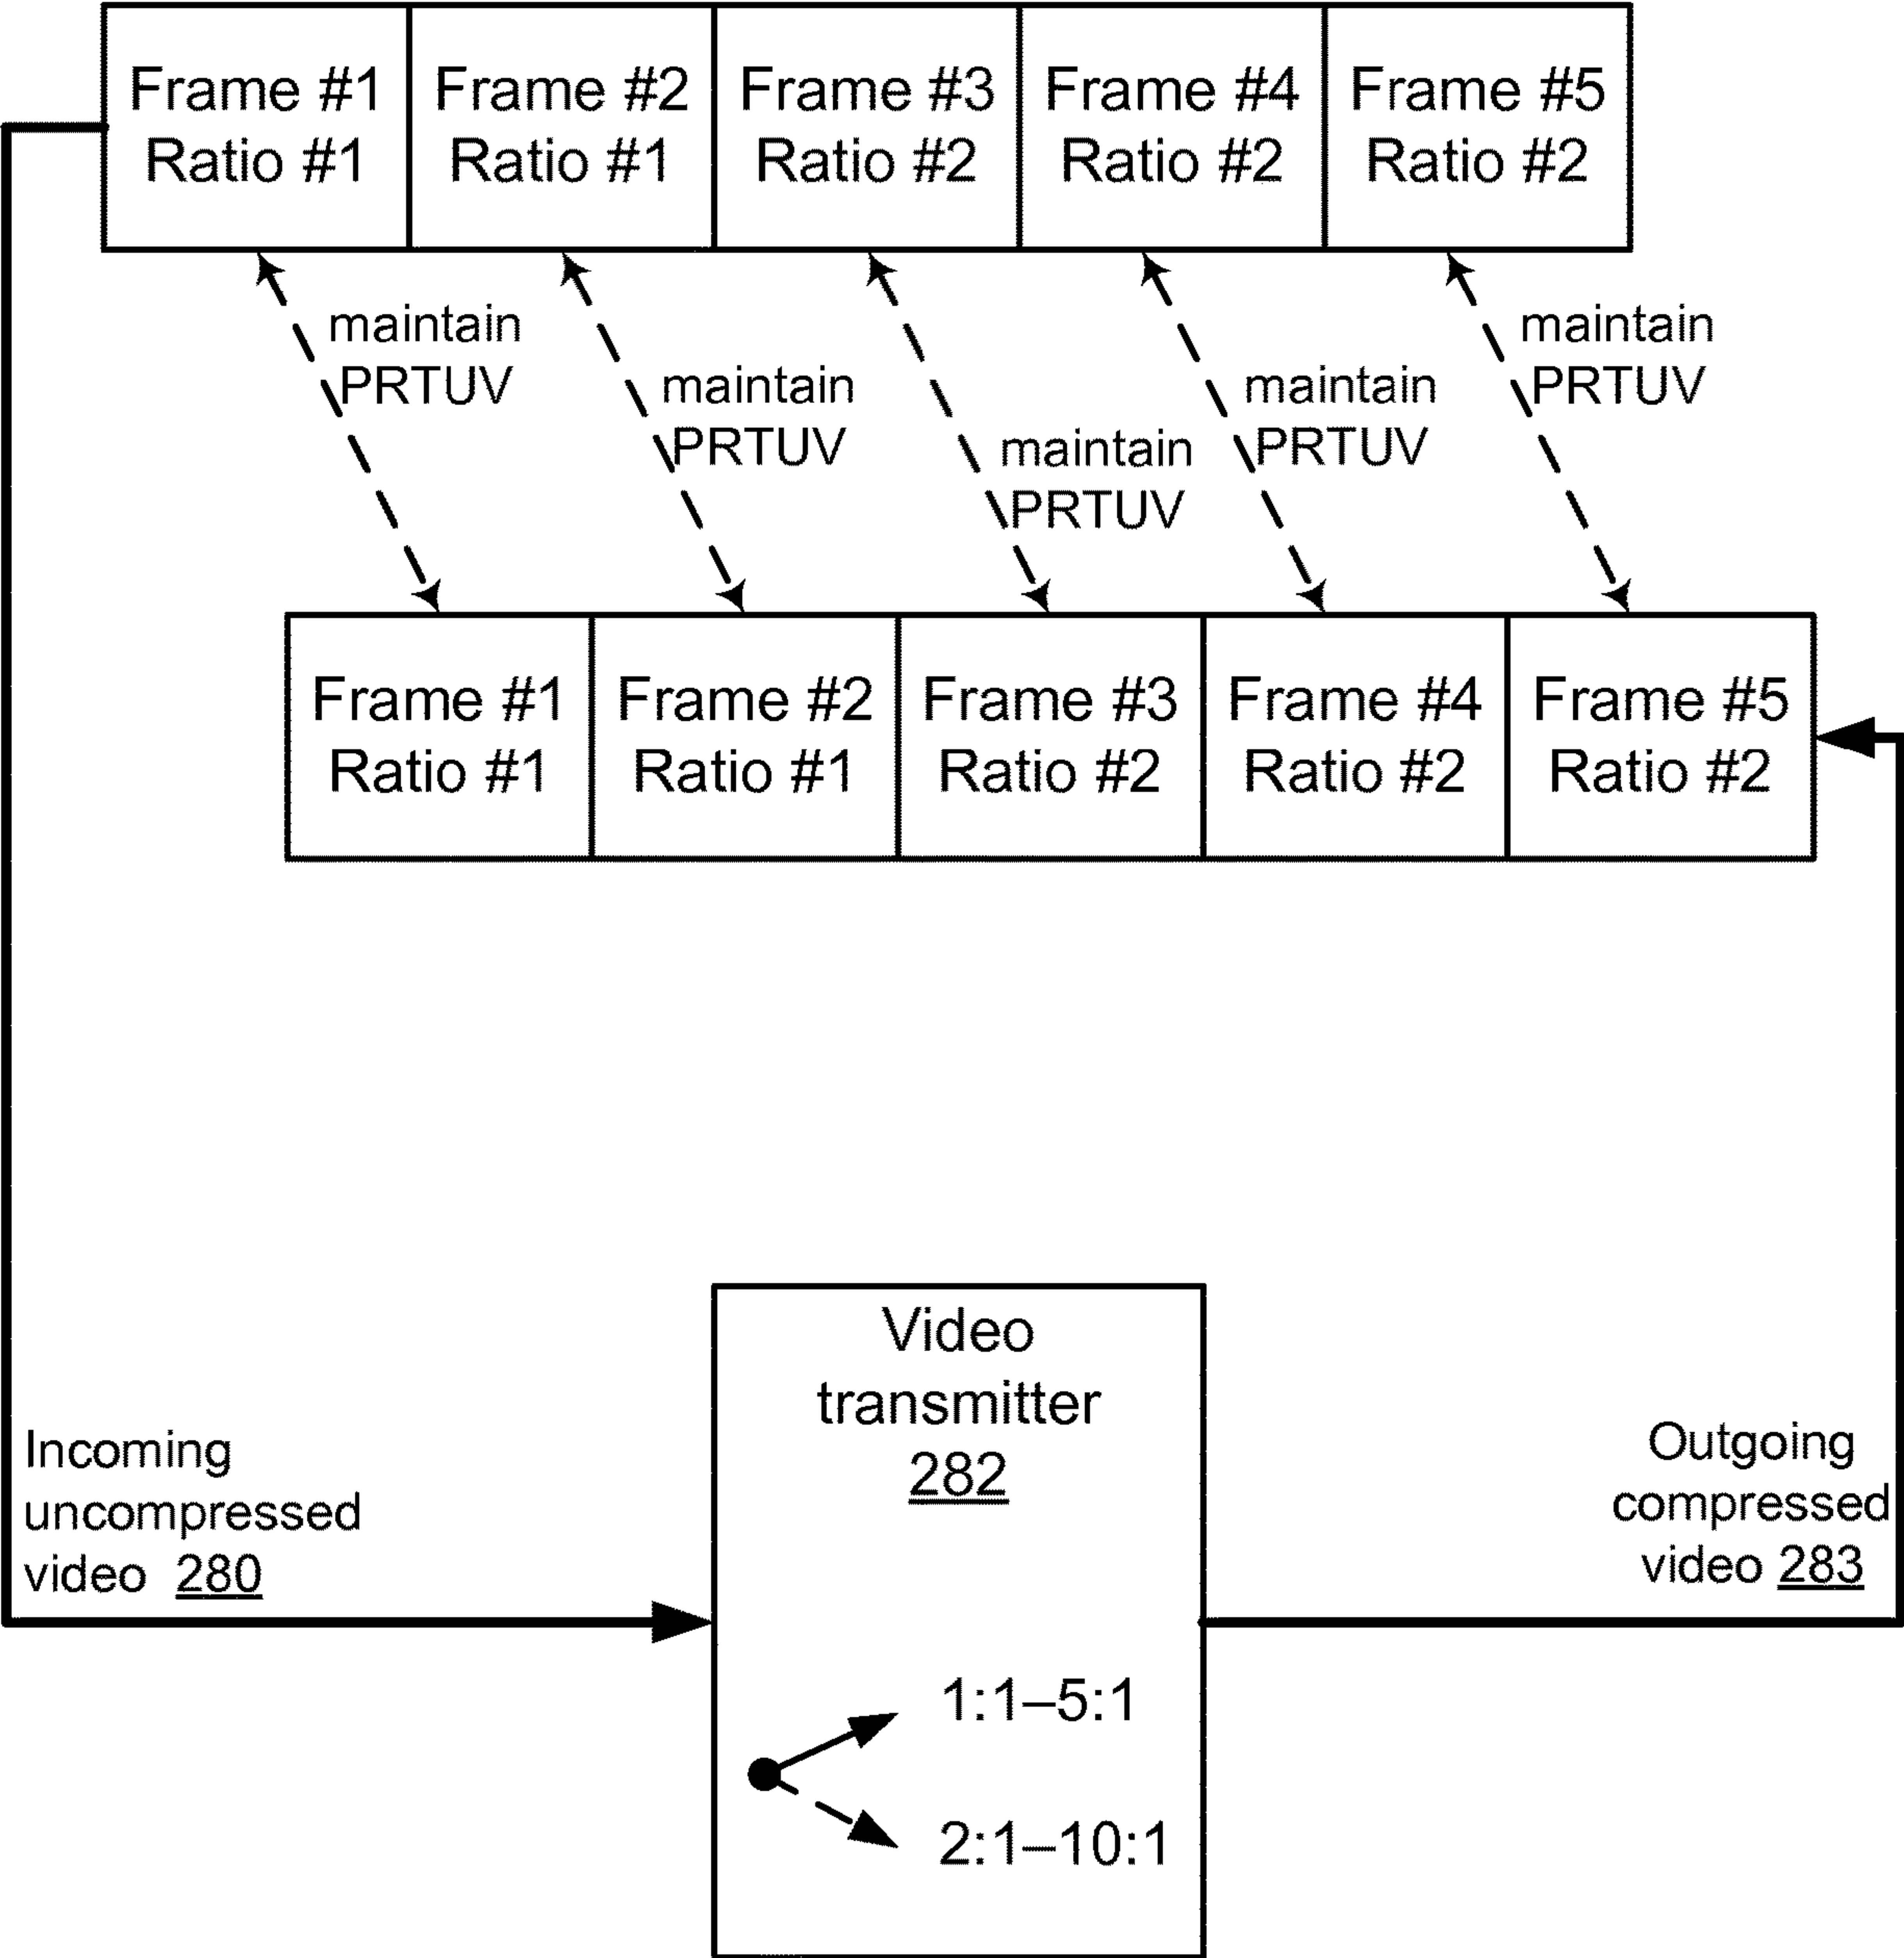 Frame #1
Ratio #1
Frame #2
Ratio #1
Frame #3
Ratio #2
Frame #4
Ratio #2
Frame #5
Ratio #2
maintain
PRTUV
maintain
PRTUV
maintain
PRTUV
maintain
PRTUV
maintain
PRTUV
Frame #1
Ratio #1
Frame #2
Ratio #1
Frame #3
Ratio #2
Frame #4
Ratio #2
Frame #5
Ratio #2
Incoming
uncompressed
video 280
Video
transmitter
282
1:1–5:1
2:1–10:1
Outgoing
compressed
video 283